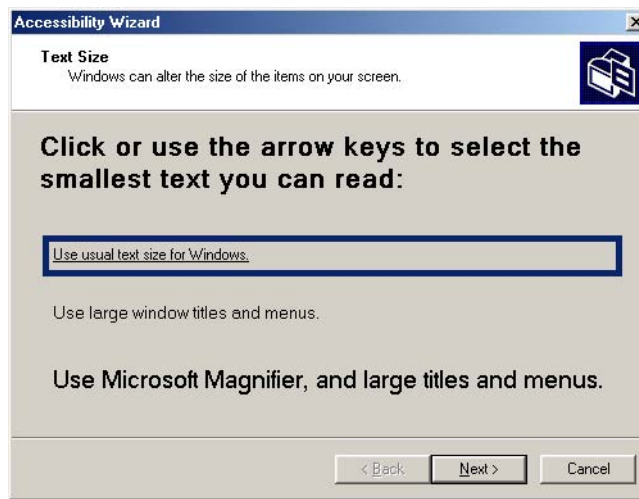 Accessibility Wizard
Text Size
Windows can alter the size of the items on your screen.
Click or use the arrow keys to select the
smallest text you can read:
Use usual text size for Windows.
Use large window titles and menus.
Use Microsoft Magnifier, and large titles and menus.
< Back Next > Cancel